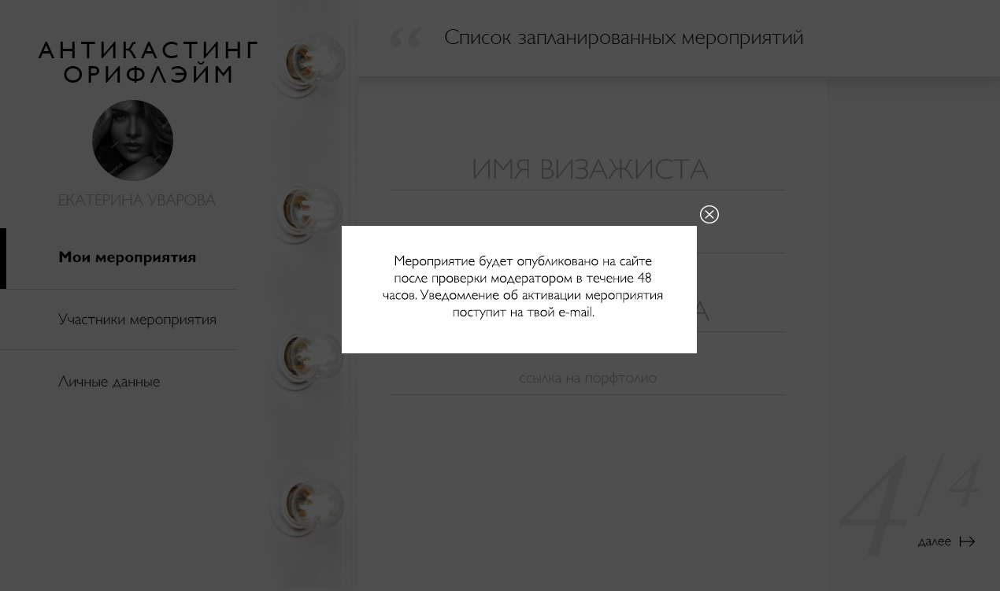 АНТИКАСТИНГ
ОРИФЛЭЙМ
ЕКАТЕРИНА УВАРОВА
Мои мероприятия
Участники мероприятия
Личные данные
“ Список запланированных мероприятий
ИМЯ ВИЗАЖИСТА
Мероприятие будет опубликовано на сайте
после проверки модератором в течение 48
часов. Уведомление об активации мероприятия
поступит на твой e-mail.
ссылка на порфтолио
4/4
далее